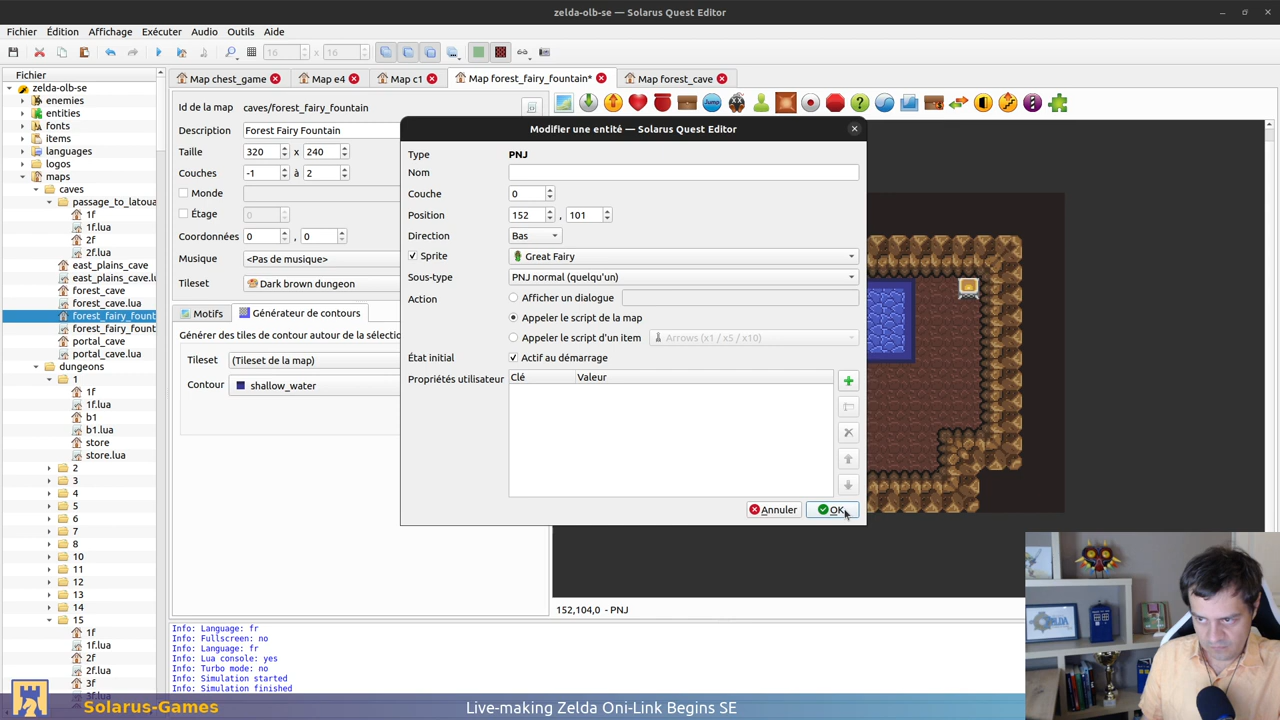 zelda-olb-se — Solarus Quest Editor
Fichier Édition Affichage Exécuter Audio Outils Aide
16 x 16
Fichier
zelda-olb-se
enemies
entities
fonts
items
languages
logos
maps
caves
passage_to_latoua
1f
1f.lua
2f
2f.lua
east_plains_cave
east_plains_cave.lu
forest_cave
forest_cave.lua
forest_fairy_fount
forest_fairy_fount
portal_cave
portal_cave.lua
dungeons
1
1f
1f.lua
b1
b1.lua
store
store.lua
2
3
4
5
6
7
8
10
11
12
13
14
15
1f
1f.lua
2f
2f.lua
3f
Map chest_game Map e4 Map c1 Map forest_fairy_fountain* Map forest_cave
Id de la map caves/forest_fairy_fountain
Description Forest Fairy Fountain
Taille 320 x 240
Couches -1 à 2
Monde
Étage 0
Coordonnées 0 , 0
Musique <Pas de musique>
Tileset Dark brown dungeon
Motifs Générateur de contours
Générer des tiles de contour autour de la sélectio
Tileset (Tileset de la map)
Contour shallow_water
Jump
Modifier une entité — Solarus Quest Editor
Type PNJ
Nom
Couche 0
Position 152 , 101
Direction Bas
Sprite Great Fairy
Sous-type PNJ normal (quelqu'un)
Action Afficher un dialogue
Appeler le script de la map
Appeler le script d'un item Arrows (x1 / x5 / x10)
État initial Actif au démarrage
Propriétés utilisateur Clé Valeur
Annuler OK
152,104,0 - PNJ
Info: Language: fr
Info: Fullscreen: no
Info: Language: fr
Info: Lua console: yes
Info: Turbo mode: no
Info: Simulation started
Info: Simulation finished
Solarus-Games Live-making Zelda Oni-Link Begins SE